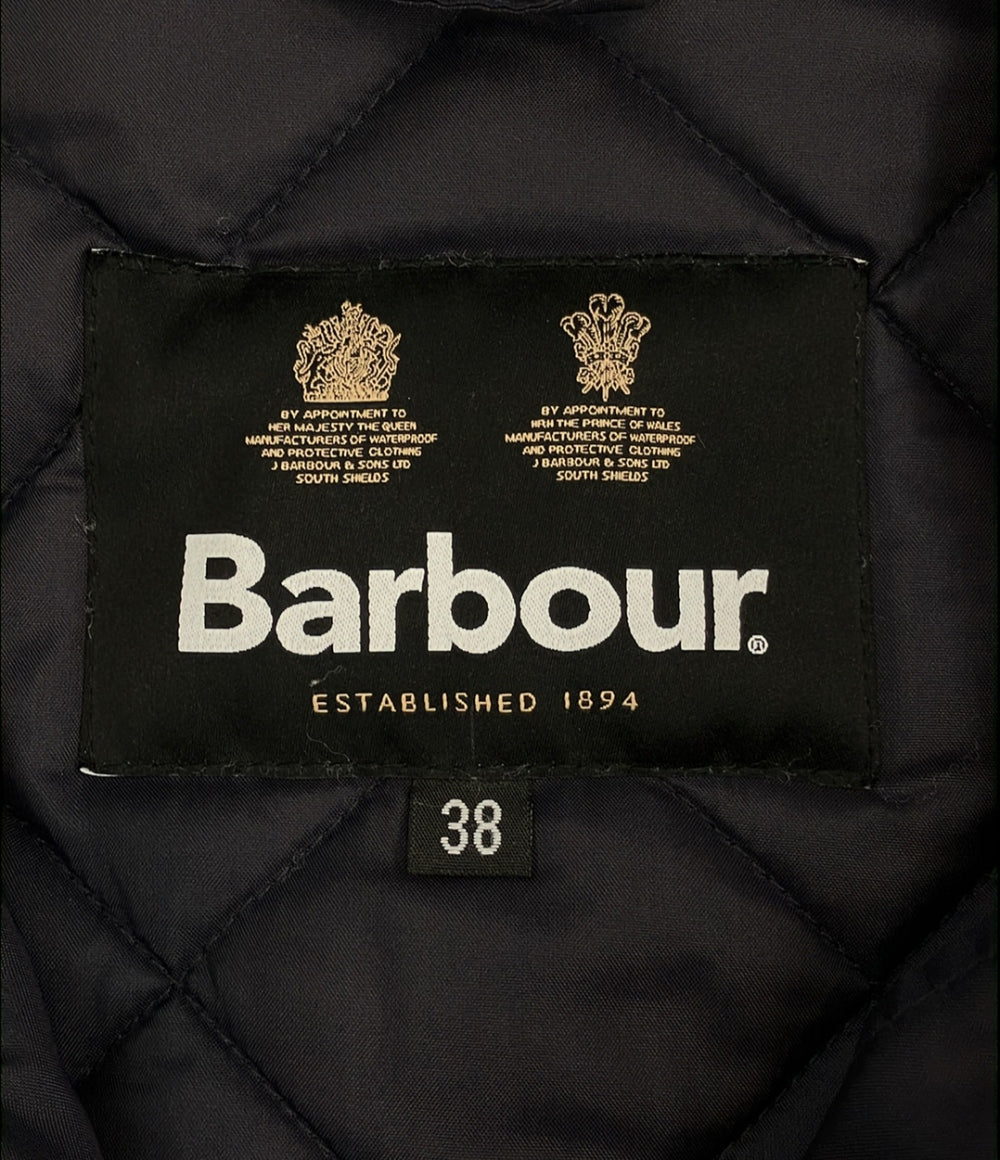 BY APPOINTMENT TO
HER MAJESTY THE QUEEN
MANUFACTURERS OF WATERPROOF
AND PROTECTIVE CLOTHING
J BARBOUR & SONS LTD
SOUTH SHIELDS
BY APPOINTMENT TO
HRH THE PRINCE OF WALES
MANUFACTURERS OF WATERPROOF
AND PROTECTIVE CLOTHING
J BARBOUR & SONS LTD
SOUTH SHIELDS
Barbour®
ESTABLISHED 1894
38